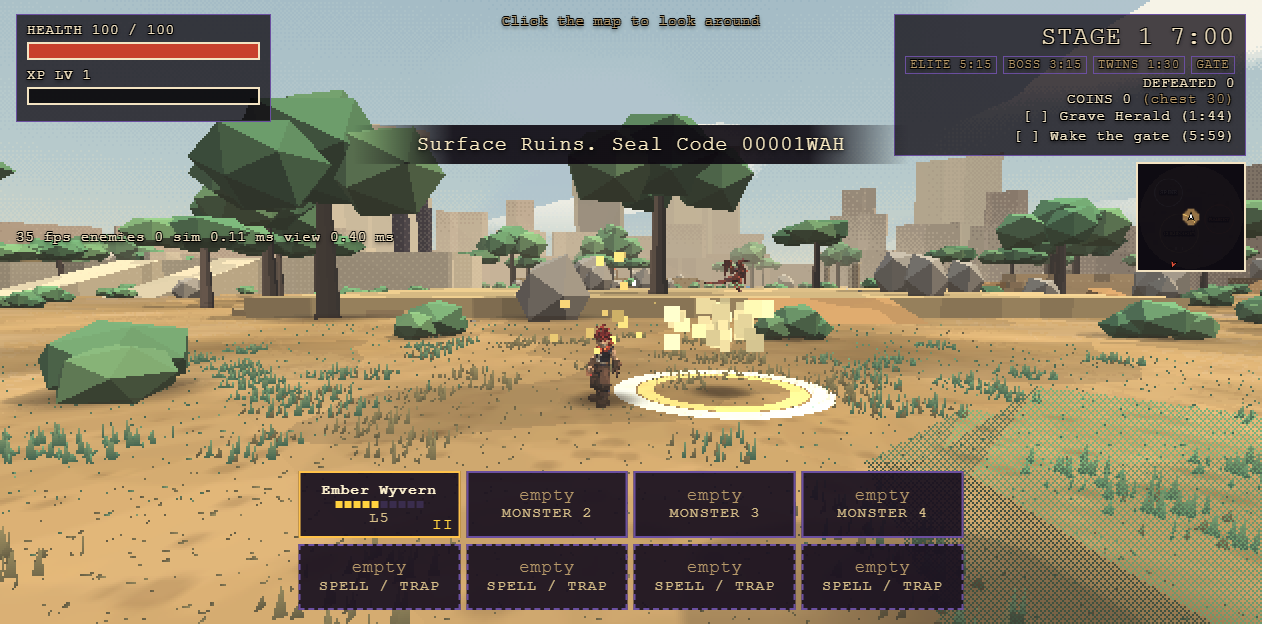 HEALTH 100 / 100
XP LV 1
Click the map to look around
STAGE 1 7:00
ELITE 5:15 BOSS 3:15 TWINS 1:30 GATE
DEFEATED 0
COINS 0 (chest 30)
[ ] Grave Herald (1:44)
[ ] Wake the gate (5:59)
Surface Ruins. Seal Code 00001WAH
35 fps enemies 0 sim 0.11 ms view 0.40 ms
Ember Wyvern
L5
II
empty
MONSTER 2
empty
MONSTER 3
empty
MONSTER 4
empty
SPELL / TRAP
empty
SPELL / TRAP
empty
SPELL / TRAP
empty
SPELL / TRAP